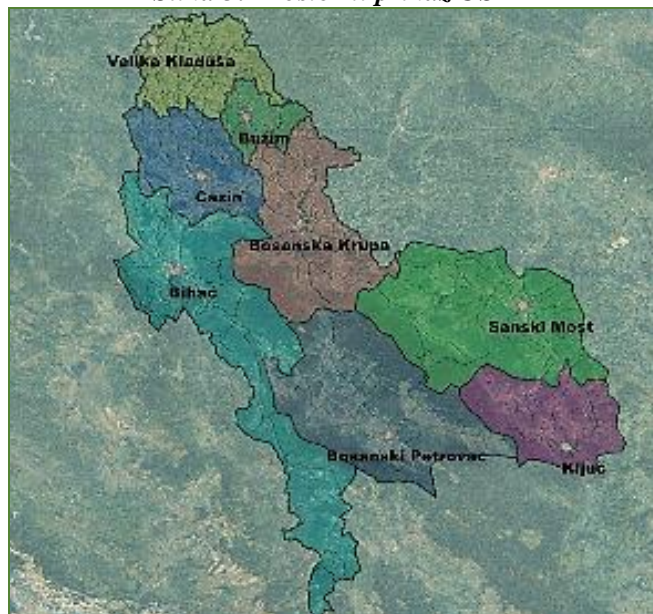 Velika Kladuša
Bužim
Cazin
Bosanska Krupa
Bihać
Sanski Most
Bosanski Petrovac
Ključ